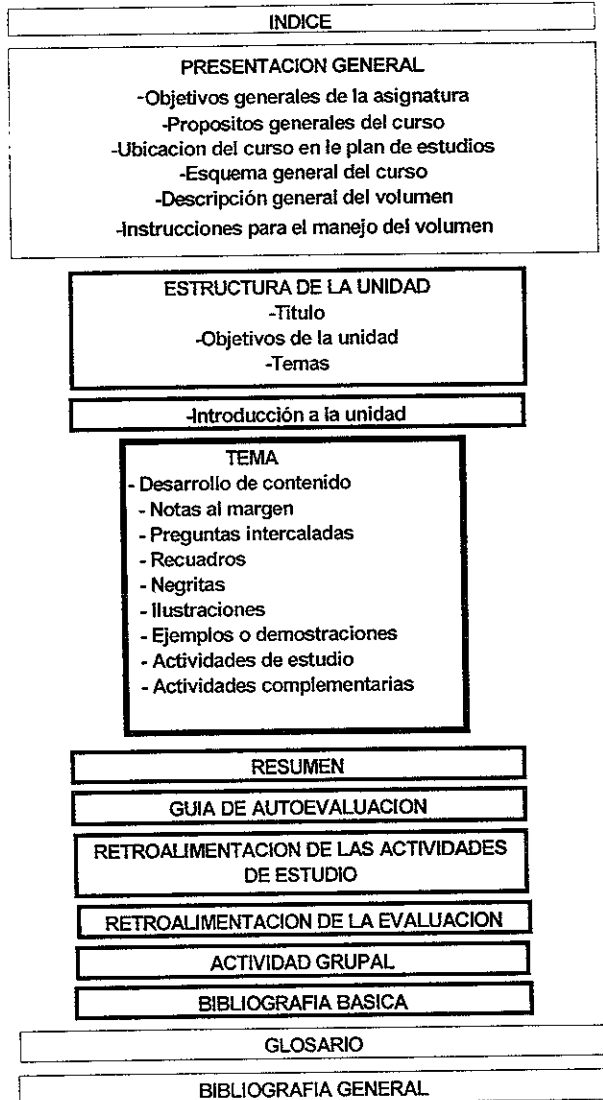 INDICE
PRESENTACION GENERAL
-Objetivos generales de la asignatura
-Propositos generales del curso
-Ubicacion del curso en le plan de estudios
-Esquema general del curso
-Descripción general del volumen
-Instrucciones para el manejo del volumen
ESTRUCTURA DE LA UNIDAD
-Titulo
-Objetivos de la unidad
-Temas
-Introducción a la unidad
TEMA
- Desarrollo de contenido
- Notas al margen
- Preguntas intercaladas
- Recuadros
- Negritas
- Ilustraciones
- Ejemplos o demostraciones
- Actividades de estudio
- Actividades complementarias
RESUMEN
GUIA DE AUTOEVALUACION
RETROALIMENTACION DE LAS ACTIVIDADES
DE ESTUDIO
RETROALIMENTACION DE LA EVALUACION
ACTIVIDAD GRUPAL
BIBLIOGRAFIA BASICA
GLOSARIO
BIBLIOGRAFIA GENERAL